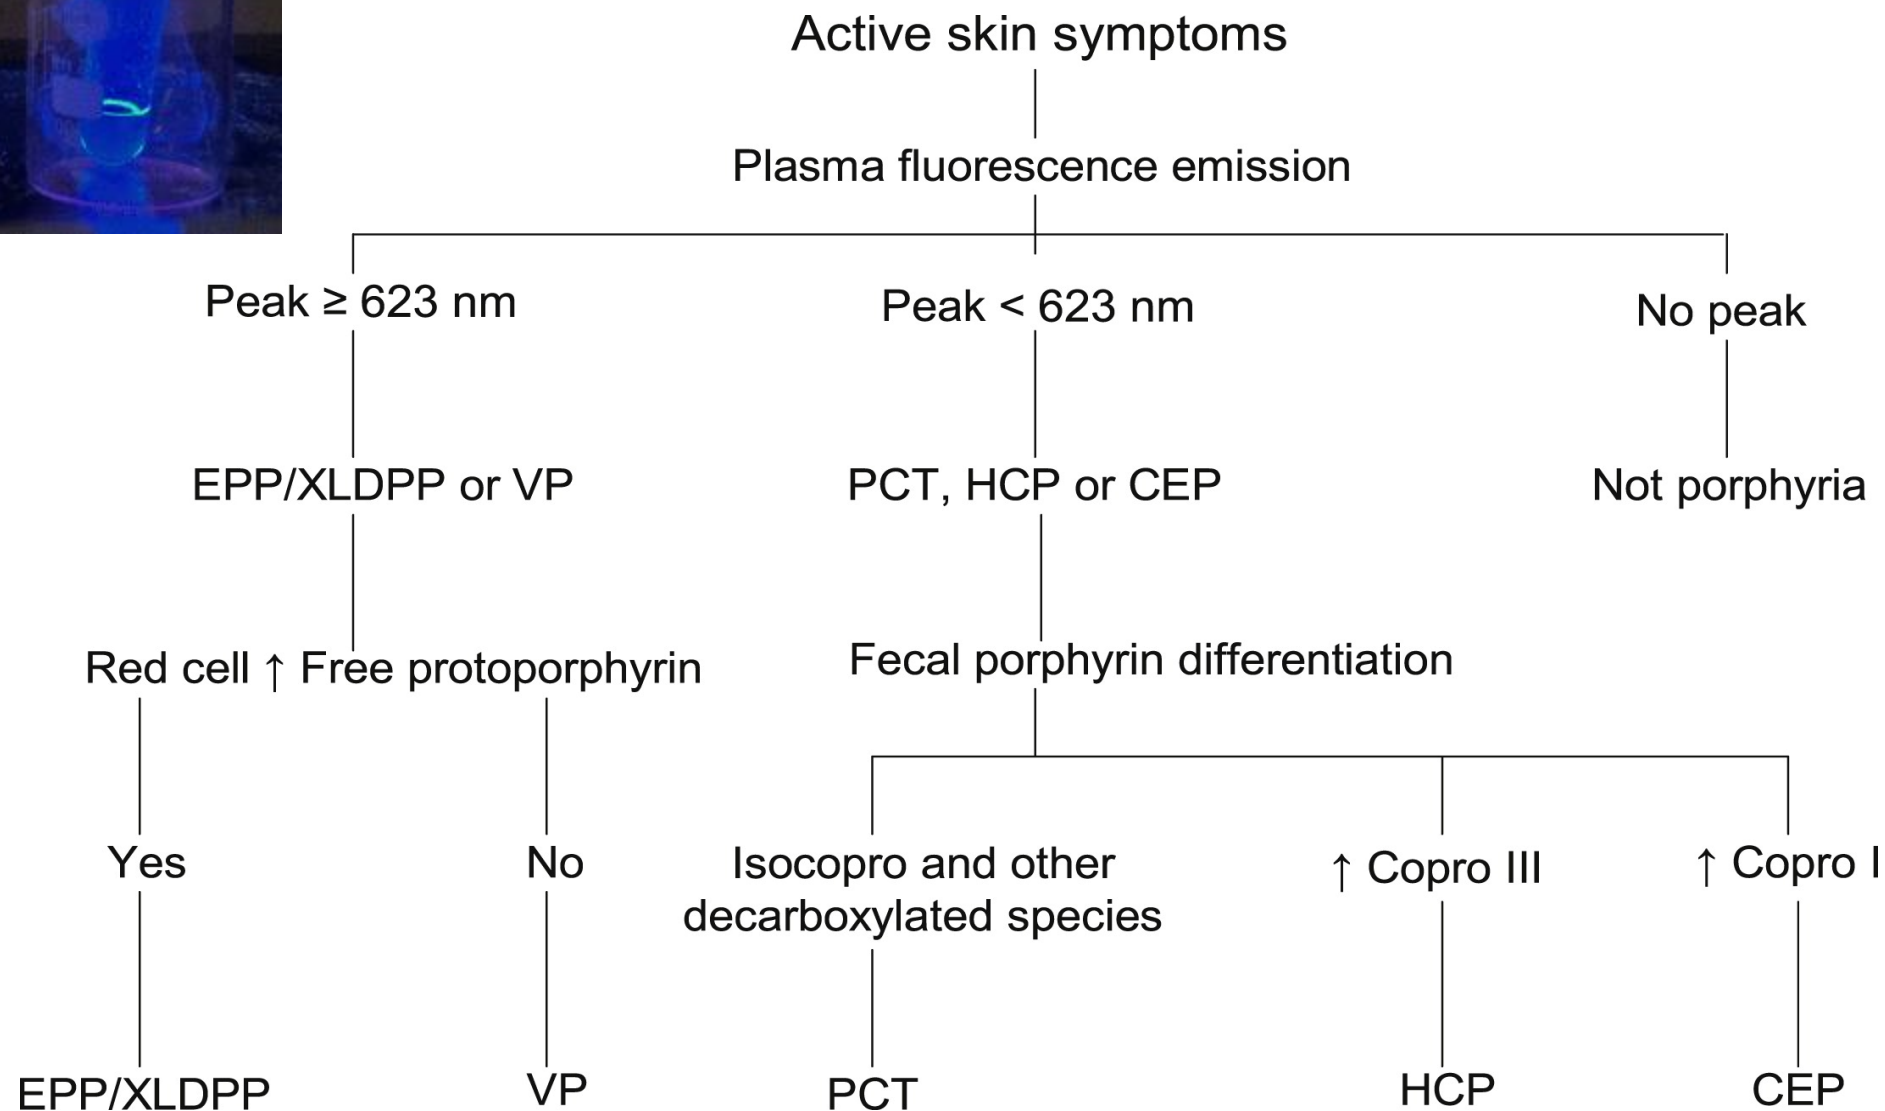 Active skin symptoms
Plasma fluorescence emission
Peak ≥ 623 nm
Peak < 623 nm
No peak
EPP/XLDPP or VP
PCT, HCP or CEP
Not porphyria
Red cell ↑ Free protoporphyrin
Fecal porphyrin differentiation
Yes
No
Isocopro and other
decarboxylated species
↑ Copro III
↑ Copro I
EPP/XLDPP
VP
PCT
HCP
CEP